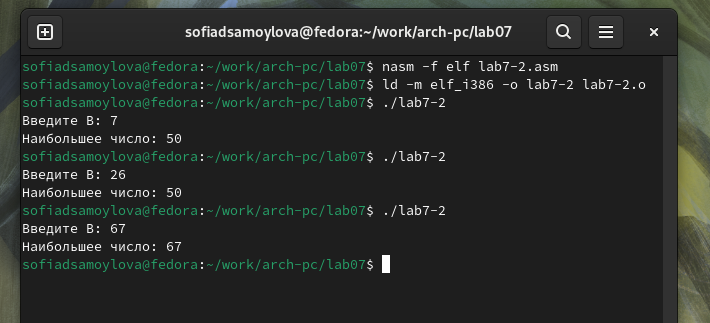 sofiadsamoylova@fedora:~/work/arch-pc/lab07
sofiadsamoylova@fedora:~/work/arch-pc/lab07$ nasm -f elf lab7-2.asm
sofiadsamoylova@fedora:~/work/arch-pc/lab07$ ld -m elf_i386 -o lab7-2 lab7-2.o
sofiadsamoylova@fedora:~/work/arch-pc/lab07$ ./lab7-2
Введите B: 7
Наибольшее число: 50
sofiadsamoylova@fedora:~/work/arch-pc/lab07$ ./lab7-2
Введите B: 26
Наибольшее число: 50
sofiadsamoylova@fedora:~/work/arch-pc/lab07$ ./lab7-2
Введите B: 67
Наибольшее число: 67
sofiadsamoylova@fedora:~/work/arch-pc/lab07$